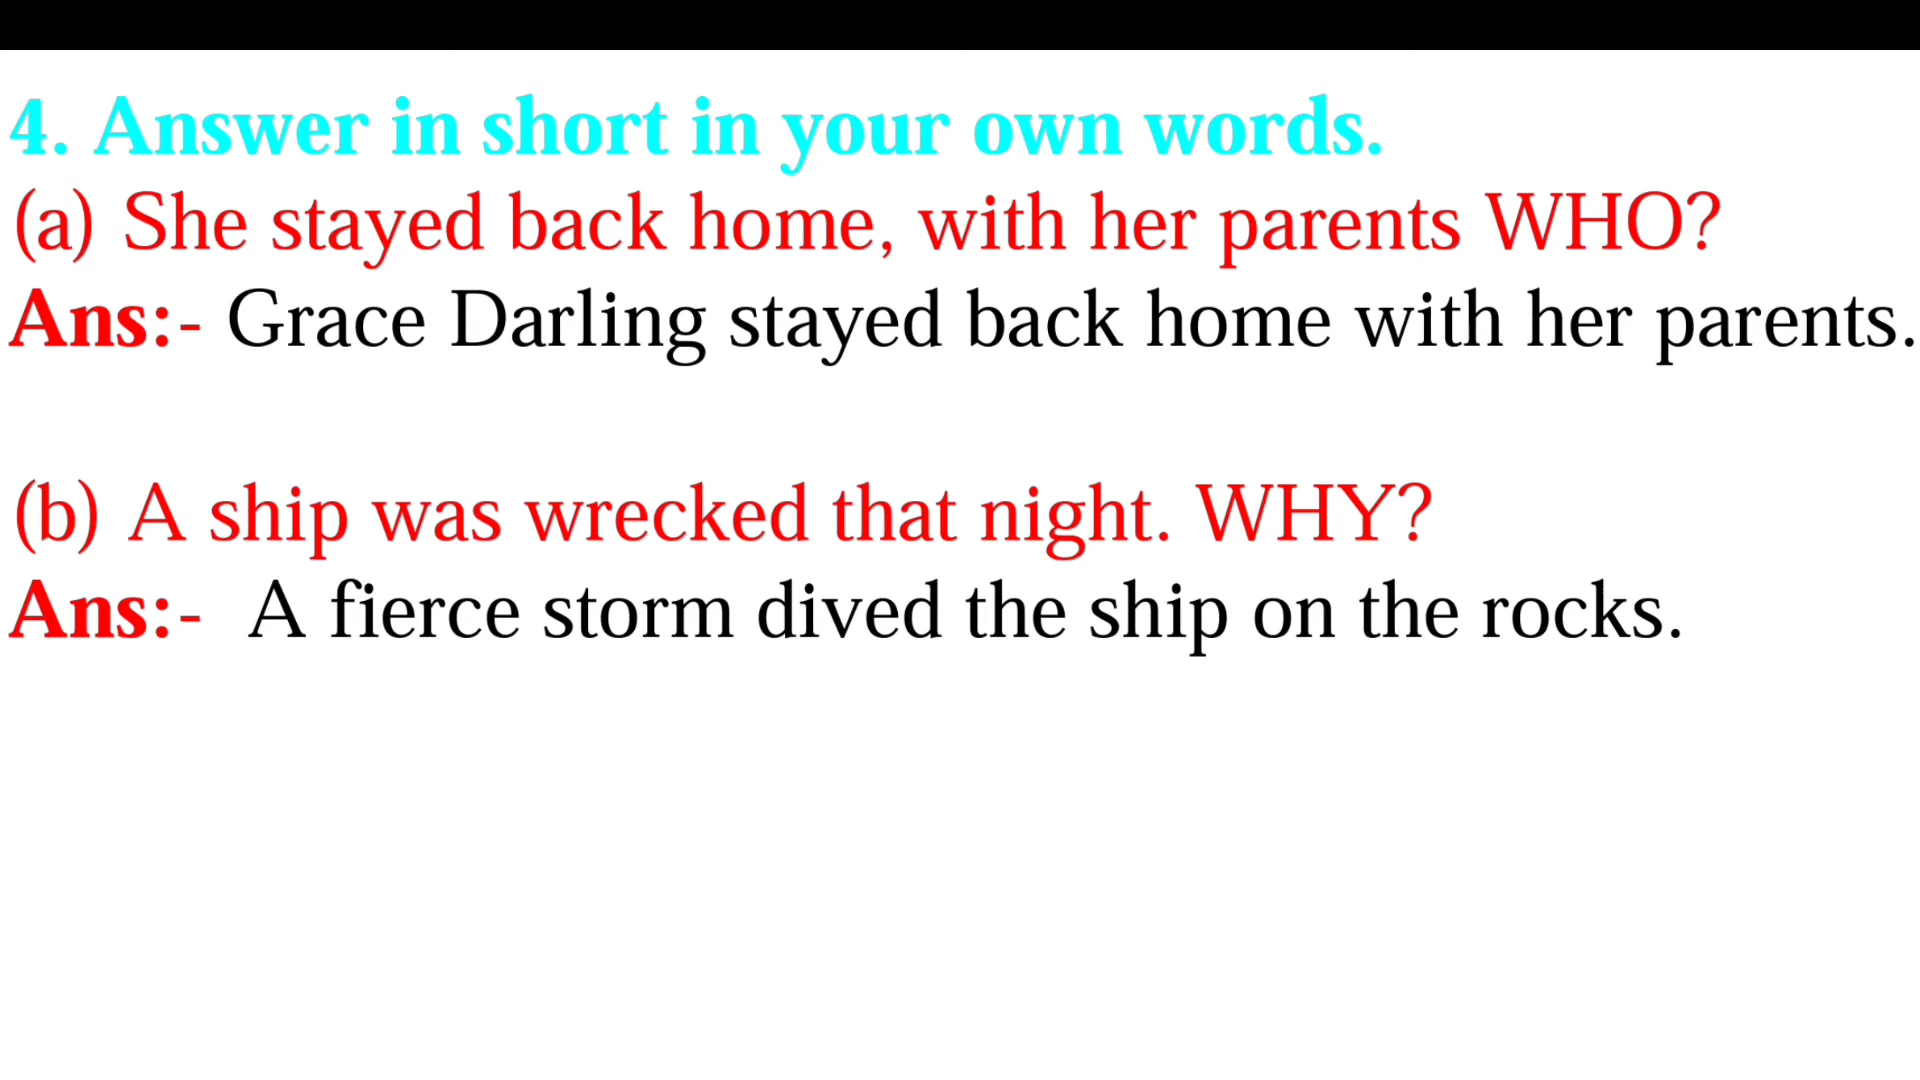 4. Answer in short in your own words.
(a) She stayed back home, with her parents WHO?
Ans:- Grace Darling stayed back home with her parents.
(b) A ship was wrecked that night. WHY?
Ans:- A fierce storm dived the ship on the rocks.